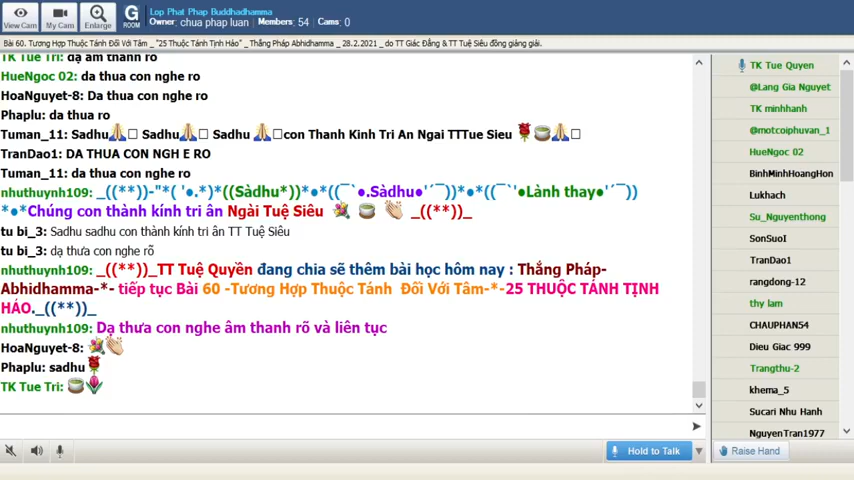 View Cam
My Cam
Enlarge
G ROOM
Lop Phat Phap Buddhadhamma
Owner: chua phap luan Members: 54 Cams: 0
Bài 60. Tương Hợp Thuộc Tánh Đối Với Tâm _ "25 Thuộc Tánh Tịnh Hảo" _ Thắng Pháp Abhidhamma _ 28.2.2021 _ do TT Giác Đẳng & TT Tuệ Siêu đồng giảng giải.
TK Tue Tri: dạ âm thanh rõ
HueNgoc 02: da thua con nghe ro
HoaNguyet-8: Da thua con nghe ro
Phaplu: da thua ro
Tuman_11: Sadhu🙏 Sadhu 🙏 Sadhu 🙏con Thanh Kinh Tri An Ngai TTTue Sieu 🌹🍵🙏
TranDao1: DA THUA CON NGH E RO
Tuman_11: da thua con nghe ro
nhuthuynh109: _((**))-"*( '●.*)*((Sàdhu*))*●*((¯`●.Sàdhu●'´¯))*●*((¯`'●Lành thay●'´¯))
*●*Chúng con thành kính tri ân Ngài Tuệ Siêu 💐 🍵 👏 _((**))_
tu bi_3: Sadhu sadhu con thành kính tri ân TT Tuệ Siêu
tu bi_3: dạ thưa con nghe rõ
nhuthuynh109: _((**))_TT Tuệ Quyền đang chia sẽ thêm bài học hôm nay : Thắng Pháp-
Abhidhamma-*- tiếp tục Bài 60 -Tương Hợp Thuộc Tánh Đối Với Tâm-*-25 THUỘC TÁNH TỊNH
HẢO._((**))_
nhuthuynh109: Dạ thưa con nghe âm thanh rõ và liên tục
HoaNguyet-8: 💐👏
Phaplu: sadhu🌹
TK Tue Tri: 🍵🌷
Hold to Talk
TK Tue Quyen
@Lang Gia Nguyet
TK minhhanh
@motcoiphuvan_1
HueNgoc 02
BinhMinhHoangHon
Lukhach
Su_Nguyenthong
SonSuoI
TranDao1
rangdong-12
thy lam
CHAUPHAN54
Dieu Giac 999
Trangthu-2
khema_5
Sucari Nhu Hanh
NguyenTran1977
Raise Hand